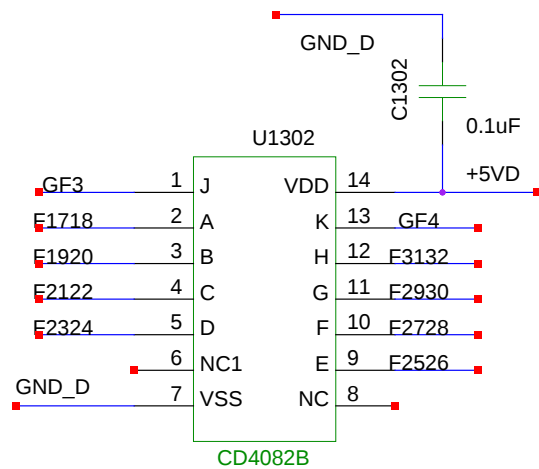 GND_D
C1302
0.1uF
U1302
+5VD
GF3 1 J VDD 14
F1718 2 A K 13 GF4
F1920 3 B H 12 F3132
F2122 4 C G 11 F2930
F2324 5 D F 10 F2728
6 NC1 E 9 F2526
GND_D 7 VSS NC 8
CD4082B